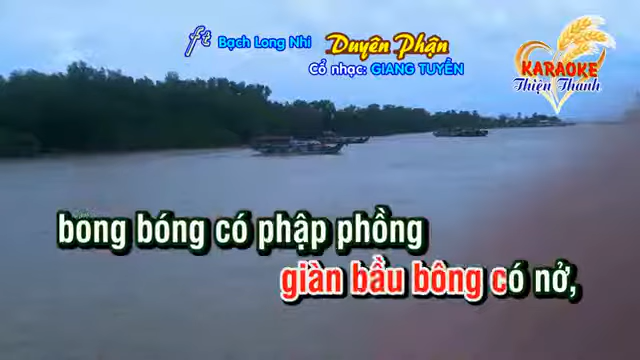 ft Bạch Long Nhi Duyên Phận
Cổ nhạc: GIANG TUYỀN
KARAOKE
Thiện Thanh
bong bóng có phập phồng
giàn bầu bông có nở,